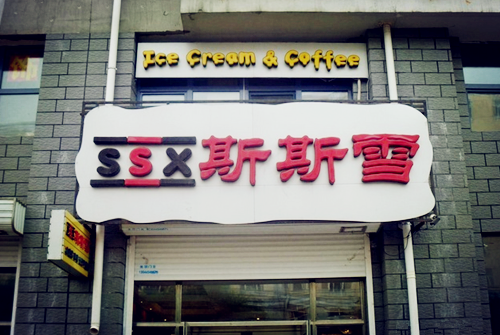 Ice Cream & Coffee
SSX 斯斯雪